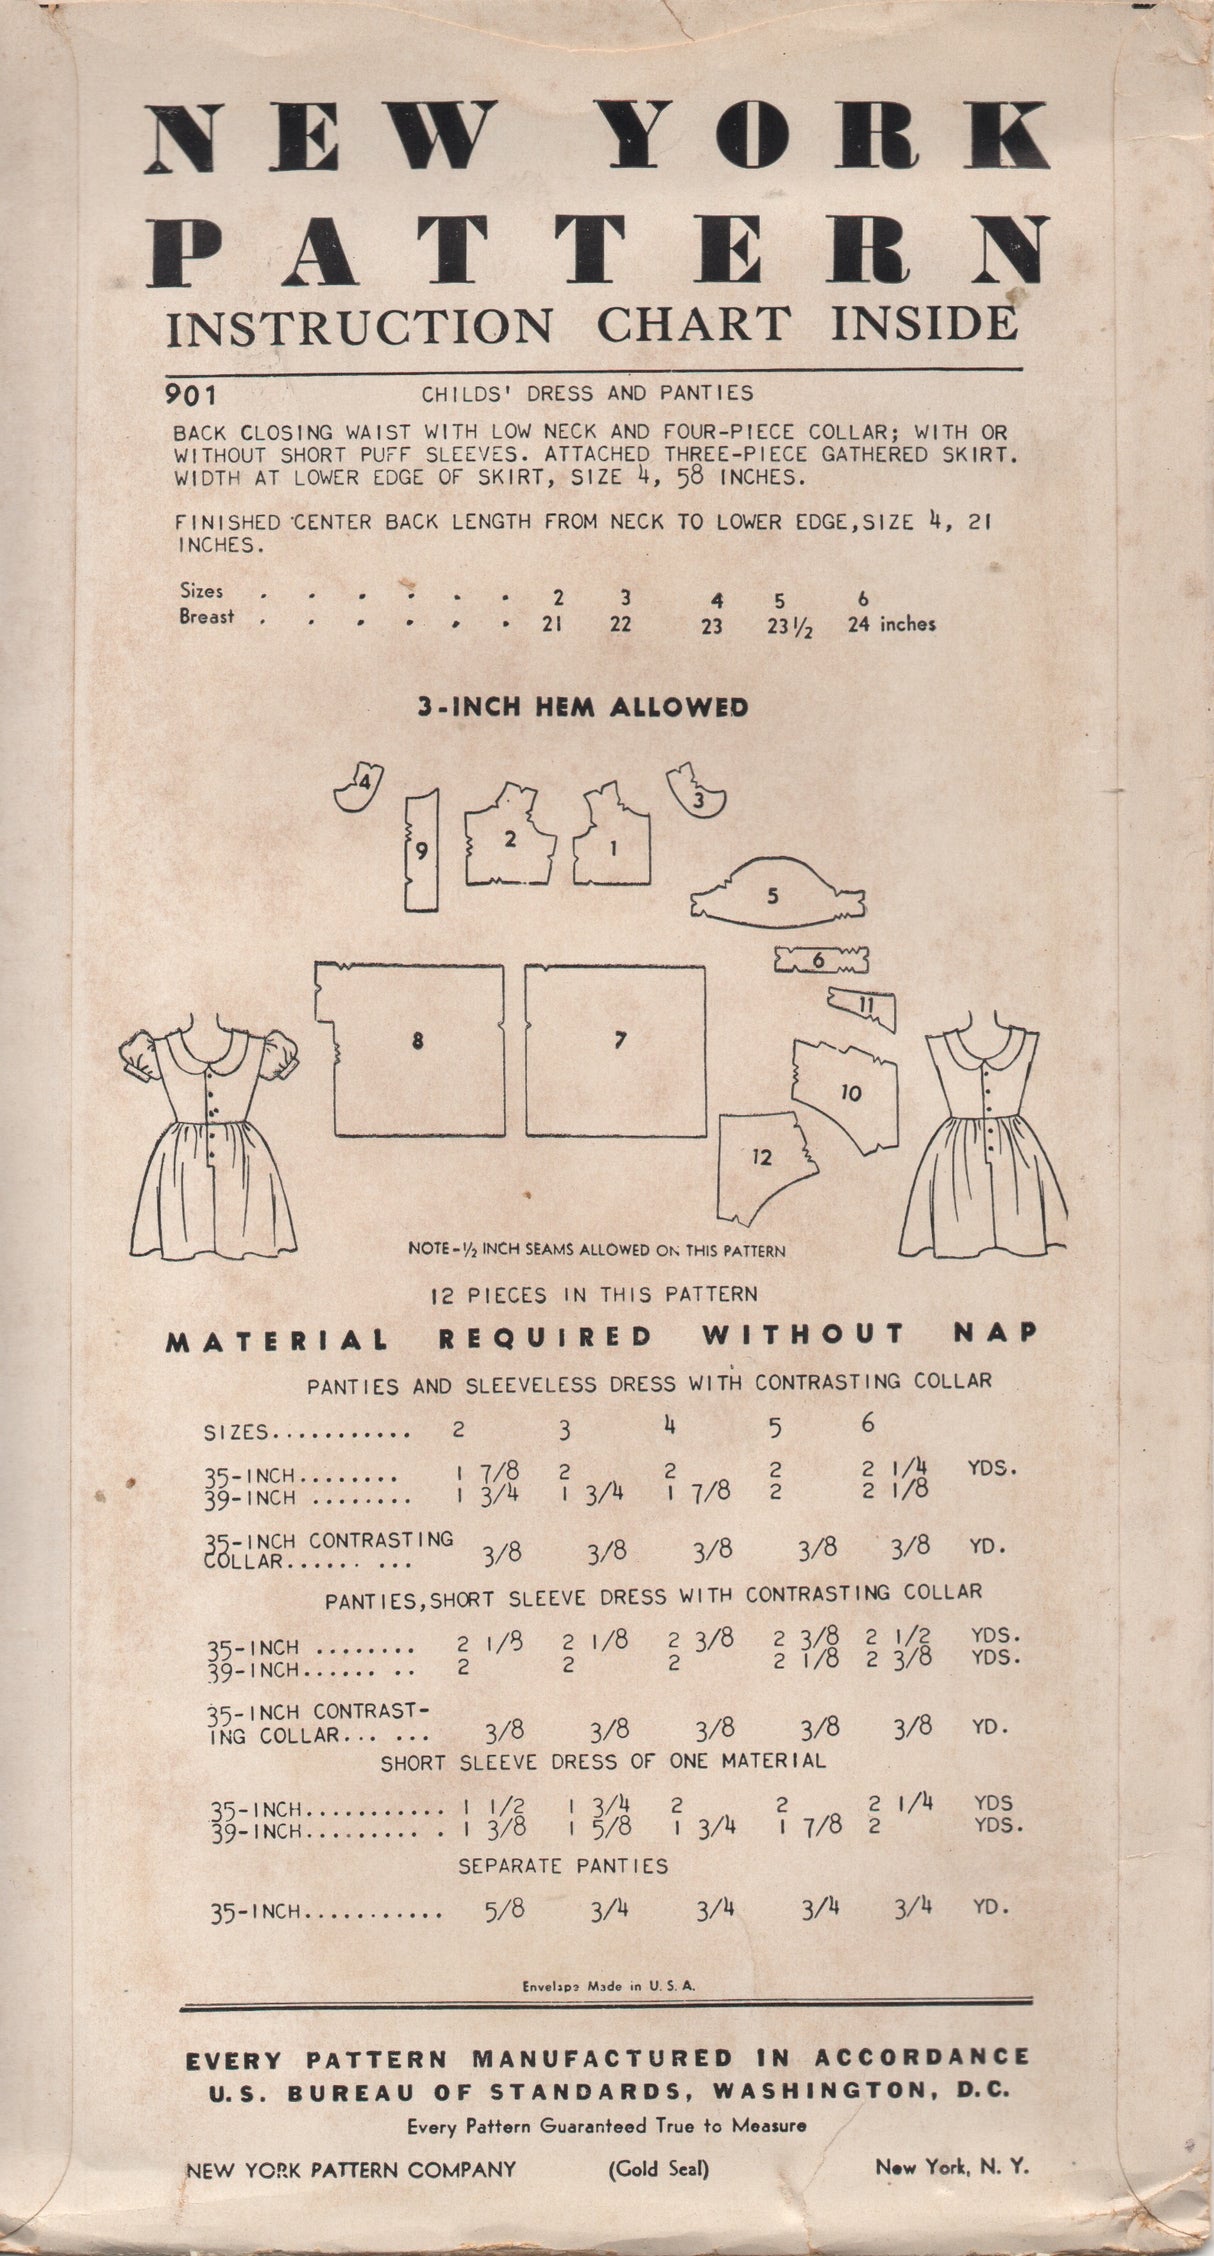 NEW YORK
PATTERN
INSTRUCTION CHART INSIDE
901 CHILDS' DRESS AND PANTIES
BACK CLOSING WAIST WITH LOW NECK AND FOUR-PIECE COLLAR; WITH OR
WITHOUT SHORT PUFF SLEEVES. ATTACHED THREE-PIECE GATHERED SKIRT.
WIDTH AT LOWER EDGE OF SKIRT, SIZE 4, 58 INCHES.
FINISHED CENTER BACK LENGTH FROM NECK TO LOWER EDGE, SIZE 4, 21
INCHES.
Sizes . . . . . . 2 3 4 5 6
Breast . . . . . . 21 22 23 23 1/2 24 inches
3-INCH HEM ALLOWED
4
3
9
2
1
5
6
11
8
7
10
12
NOTE-1/2 INCH SEAMS ALLOWED ON THIS PATTERN
12 PIECES IN THIS PATTERN
MATERIAL REQUIRED WITHOUT NAP
PANTIES AND SLEEVELESS DRESS WITH CONTRASTING COLLAR
SIZES........... 2 3 4 5 6
35-INCH........ 1 7/8 2 2 2 2 1/4 YDS.
39-INCH ........ 1 3/4 1 3/4 1 7/8 2 2 1/8
35-INCH CONTRASTING
COLLAR...... ... 3/8 3/8 3/8 3/8 3/8 YD.
PANTIES, SHORT SLEEVE DRESS WITH CONTRASTING COLLAR
35-INCH ........ 2 1/8 2 1/8 2 3/8 2 3/8 2 1/2 YDS.
39-INCH...... .. 2 2 2 2 1/8 2 3/8 YDS.
35-INCH CONTRAST-
ING COLLAR... ... 3/8 3/8 3/8 3/8 3/8 YD.
SHORT SLEEVE DRESS OF ONE MATERIAL
35-INCH........... 1 1/2 1 3/4 2 2 2 1/4 YDS
39-INCH.......... . 1 3/8 1 5/8 1 3/4 1 7/8 2 YDS.
SEPARATE PANTIES
35-INCH........... 5/8 3/4 3/4 3/4 3/4 YD.
Envelope Made in U. S. A.
EVERY PATTERN MANUFACTURED IN ACCORDANCE
U.S. BUREAU OF STANDARDS, WASHINGTON, D.C.
Every Pattern Guaranteed True to Measure
NEW YORK PATTERN COMPANY (Gold Seal) New York, N. Y.